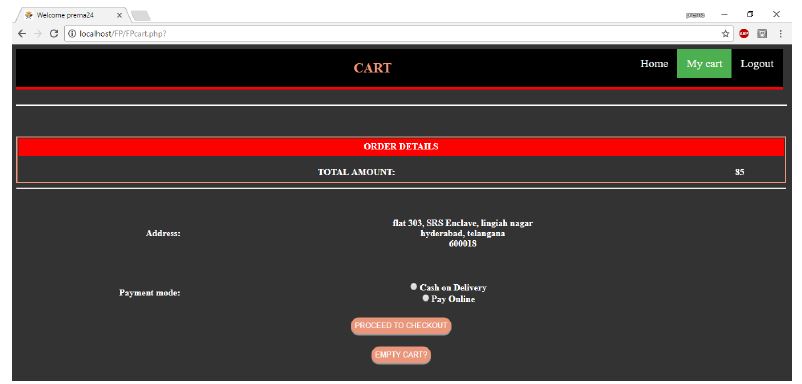 Welcome prema24
prema
localhost/FP/FPcart.php?
ABP
CART
Home My cart Logout
ORDER DETAILS
TOTAL AMOUNT: 85
Address:
flat 303, SRS Enclave, lingiah nagar
hyderabad, telangana
600018
Payment mode:
Cash on Delivery
Pay Online
PROCEED TO CHECKOUT
EMPTY CART?